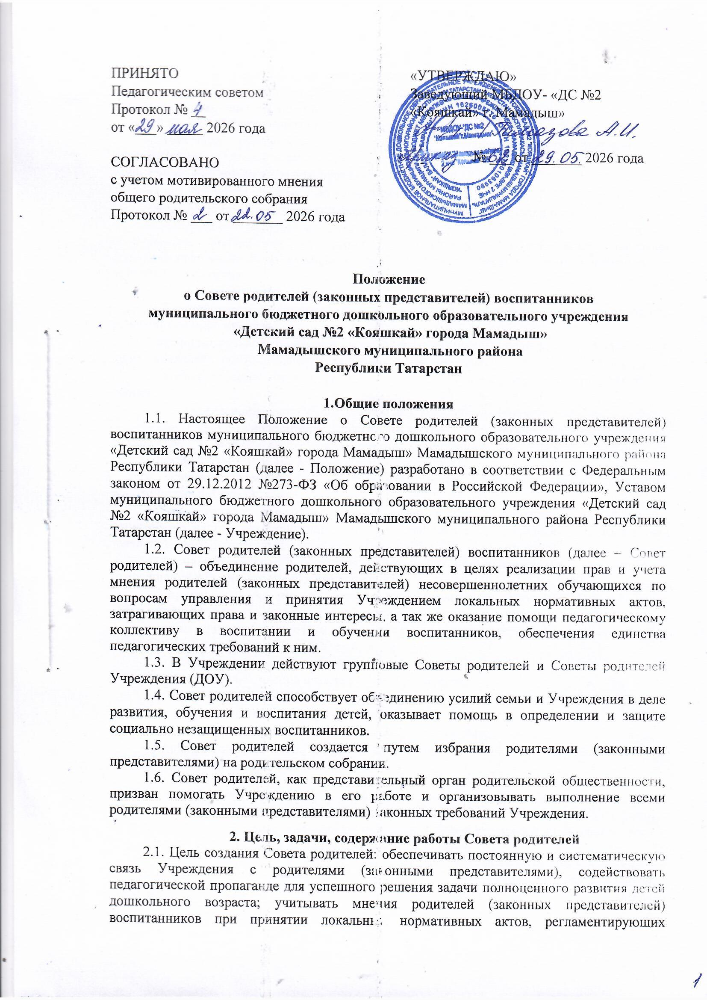 ПРИНЯТО
Педагогическим советом
Протокол № 4
от «29» мая 2026 года
СОГЛАСОВАНО
с учетом мотивированного мнения
общего родительского собрания
Протокол № 2 от 22.05 2026 года
«УТВЕРЖДАЮ»
Заведующий МБДОУ- «ДС №2
«Кояшкай» г. Мамадыш»
А.И.
Приказ № 62 от 29.05. 2026 года
МБДОУ-"ДС №2
"Кояшкай" г.Мамадыш"
Положение
о Совете родителей (законных представителей) воспитанников
муниципального бюджетного дошкольного образовательного учреждения
«Детский сад №2 «Кояшкай» города Мамадыш»
Мамадышского муниципального района
Республики Татарстан
1.Общие положения
1.1. Настоящее Положение о Совете родителей (законных представителей)
воспитанников муниципального бюджетного дошкольного образовательного учреждения
«Детский сад №2 «Кояшкай» города Мамадыш» Мамадышского муниципального района
Республики Татарстан (далее - Положение) разработано в соответствии с Федеральным
законом от 29.12.2012 №273-ФЗ «Об образовании в Российской Федерации», Уставом
муниципального бюджетного дошкольного образовательного учреждения «Детский сад
№2 «Кояшкай» города Мамадыш» Мамадышского муниципального района Республики
Татарстан (далее - Учреждение).
1.2. Совет родителей (законных представителей) воспитанников (далее – Совет
родителей) – объединение родителей, действующих в целях реализации прав и учета
мнения родителей (законных представителей) несовершеннолетних обучающихся по
вопросам управления и принятия Учреждением локальных нормативных актов,
затрагивающих права и законные интересы, а так же оказание помощи педагогическому
коллективу в воспитании и обучении воспитанников, обеспечения единства
педагогических требований к ним.
1.3. В Учреждении действуют групповые Советы родителей и Советы родителей
Учреждения (ДОУ).
1.4. Совет родителей способствует объединению усилий семьи и Учреждения в деле
развития, обучения и воспитания детей, оказывает помощь в определении и защите
социально незащищенных воспитанников.
1.5. Совет родителей создается путем избрания родителями (законными
представителями) на родительском собрании.
1.6. Совет родителей, как представительный орган родительской общественности,
призван помогать Учреждению в его работе и организовывать выполнение всеми
родителями (законными представителями) законных требований Учреждения.
2. Цель, задачи, содержание работы Совета родителей
2.1. Цель создания Совета родителей: обеспечивать постоянную и систематическую
связь Учреждения с родителями (законными представителями), содействовать
педагогической пропаганде для успешного решения задачи полноценного развития детей
дошкольного возраста; учитывать мнения родителей (законных представителей)
воспитанников при принятии локальных нормативных актов, регламентирующих
1